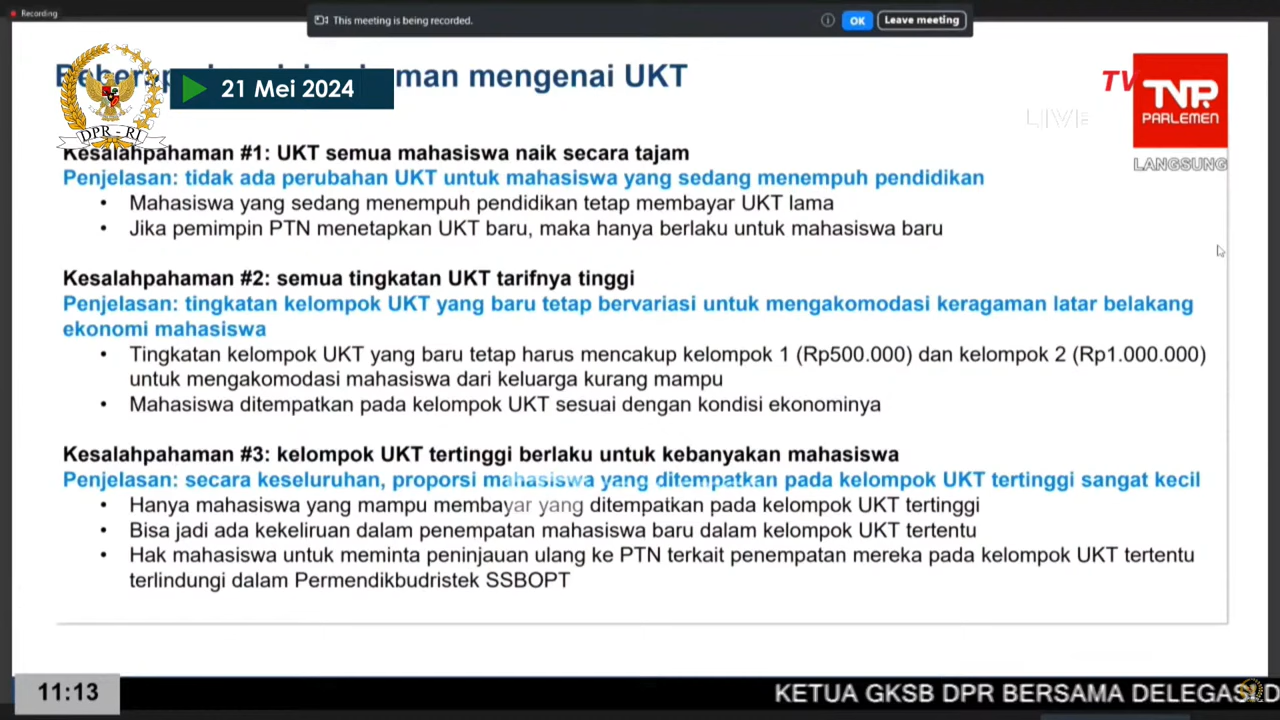 Recording
This meeting is being recorded.
OK
Leave meeting
mengenai UKT
21 Mei 2024
DPR - RI
TV
TVP
PARLEMEN
LIVE
LANGSUNG
Kesalahpahaman #1: UKT semua mahasiswa naik secara tajam
Penjelasan: tidak ada perubahan UKT untuk mahasiswa yang sedang menempuh pendidikan
• Mahasiswa yang sedang menempuh pendidikan tetap membayar UKT lama
• Jika pemimpin PTN menetapkan UKT baru, maka hanya berlaku untuk mahasiswa baru
Kesalahpahaman #2: semua tingkatan UKT tarifnya tinggi
Penjelasan: tingkatan kelompok UKT yang baru tetap bervariasi untuk mengakomodasi keragaman latar belakang
ekonomi mahasiswa
• Tingkatan kelompok UKT yang baru tetap harus mencakup kelompok 1 (Rp500.000) dan kelompok 2 (Rp1.000.000)
untuk mengakomodasi mahasiswa dari keluarga kurang mampu
• Mahasiswa ditempatkan pada kelompok UKT sesuai dengan kondisi ekonominya
Kesalahpahaman #3: kelompok UKT tertinggi berlaku untuk kebanyakan mahasiswa
Penjelasan: secara keseluruhan, proporsi mahasiswa yang ditempatkan pada kelompok UKT tertinggi sangat kecil
• Hanya mahasiswa yang mampu membayar yang ditempatkan pada kelompok UKT tertinggi
• Bisa jadi ada kekeliruan dalam penempatan mahasiswa baru dalam kelompok UKT tertentu
• Hak mahasiswa untuk meminta peninjauan ulang ke PTN terkait penempatan mereka pada kelompok UKT tertentu
terlindungi dalam Permendikbudristek SSBOPT
11:13
KETUA GKSB DPR BERSAMA DELEGASI D